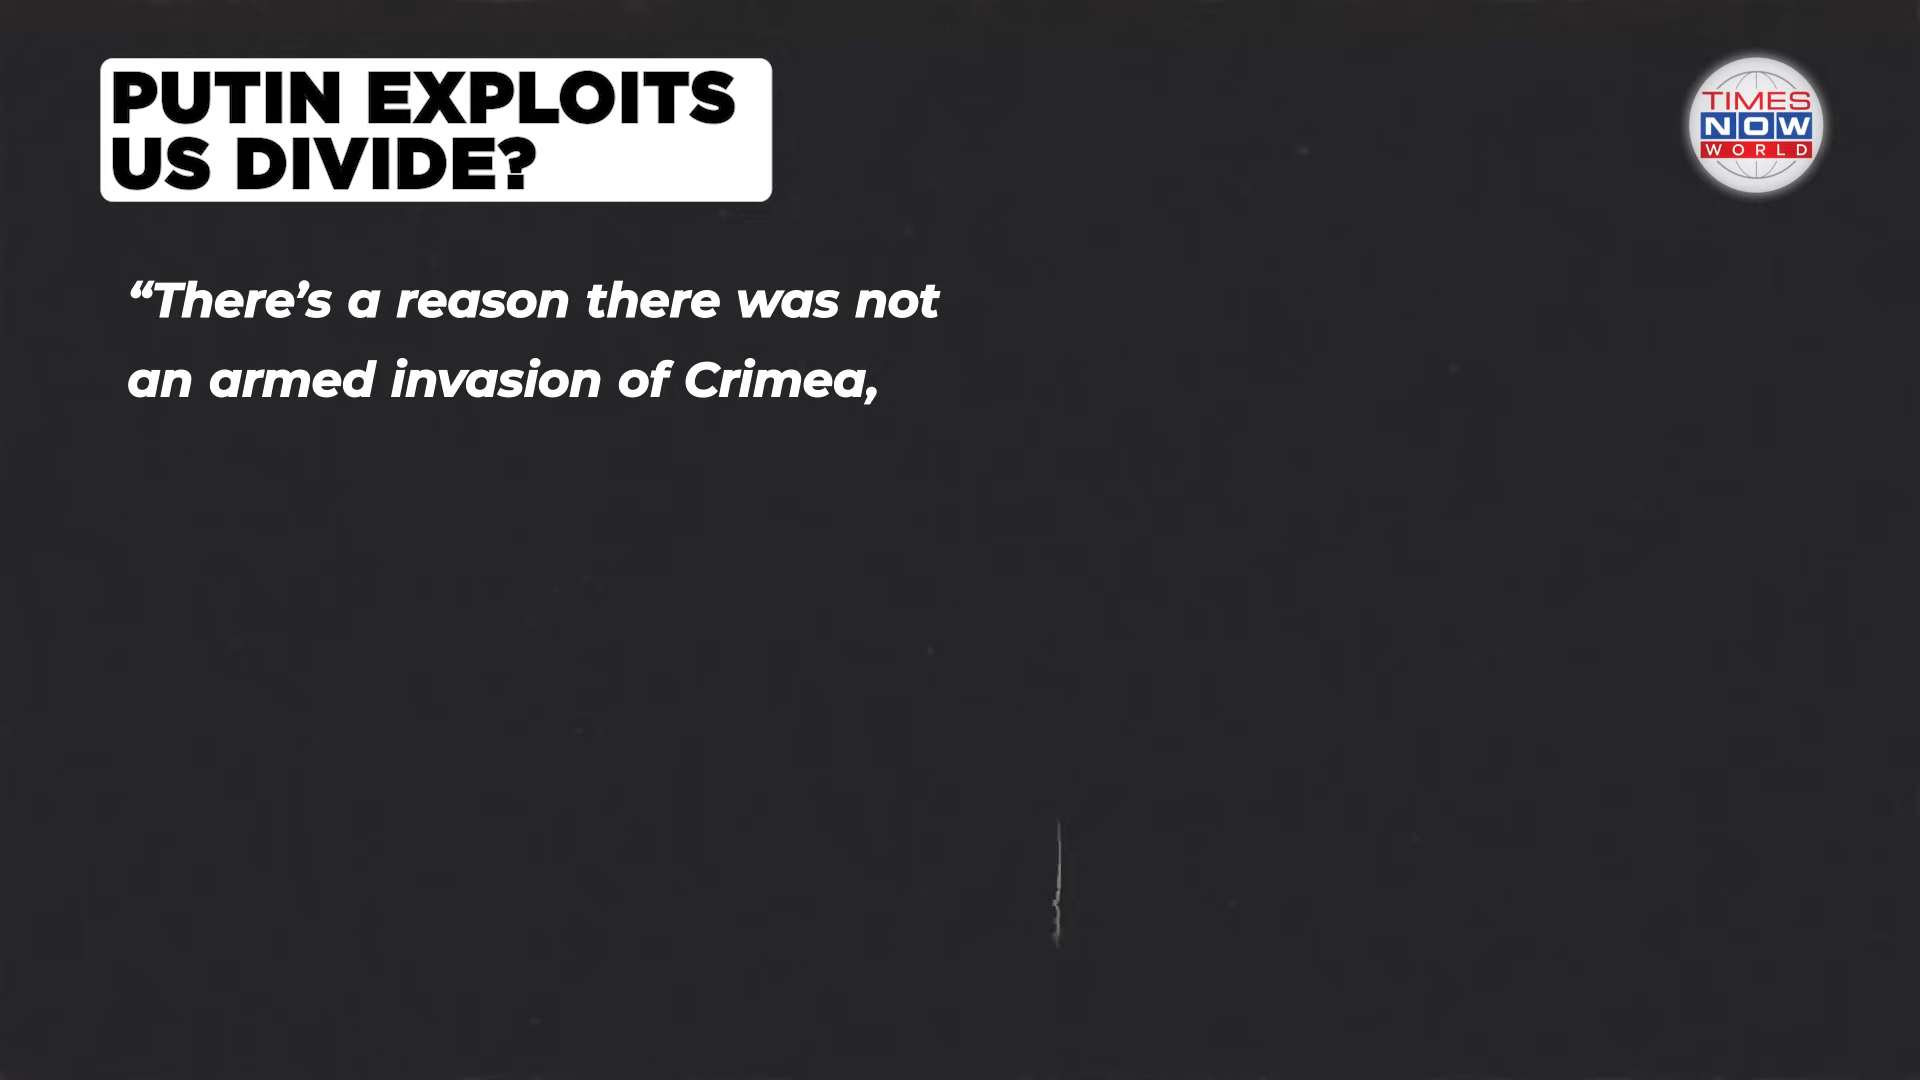 PUTIN EXPLOITS
US DIVIDE?
TIMES
NOW
WORLD
“There’s a reason there was not
an armed invasion of Crimea,